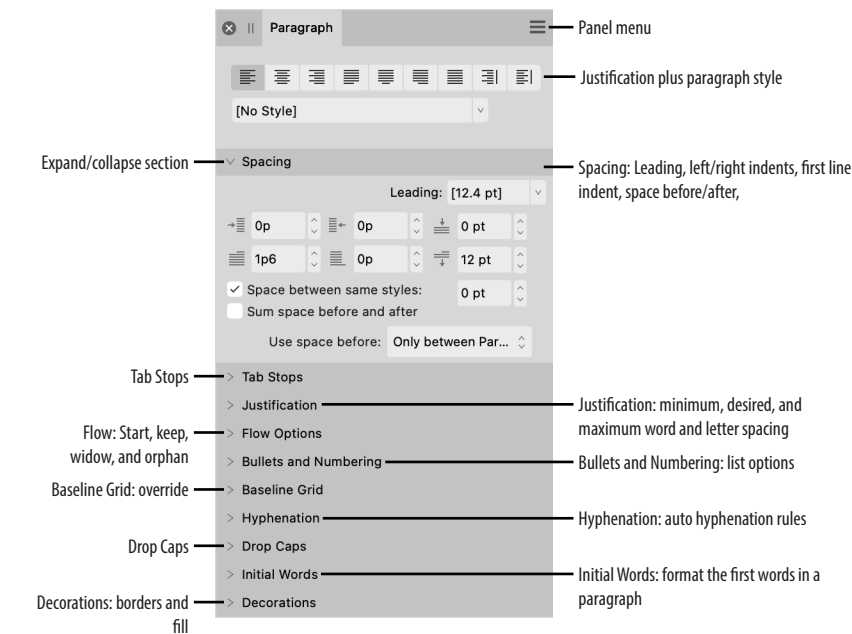 Paragraph
Panel menu
Justification plus paragraph style
[No Style]
Expand/collapse section
Spacing
Spacing: Leading, left/right indents, first line
indent, space before/after,
Leading: [12.4 pt]
0p 0p 0 pt
1p6 0p 12 pt
Space between same styles: 0 pt
Sum space before and after
Use space before: Only between Par...
Tab Stops
Tab Stops
Justification
Justification: minimum, desired, and
maximum word and letter spacing
Flow: Start, keep,
widow, and orphan
Flow Options
Bullets and Numbering
Bullets and Numbering: list options
Baseline Grid: override
Baseline Grid
Hyphenation
Hyphenation: auto hyphenation rules
Drop Caps
Drop Caps
Initial Words
Initial Words: format the first words in a
paragraph
Decorations: borders and
fill
Decorations